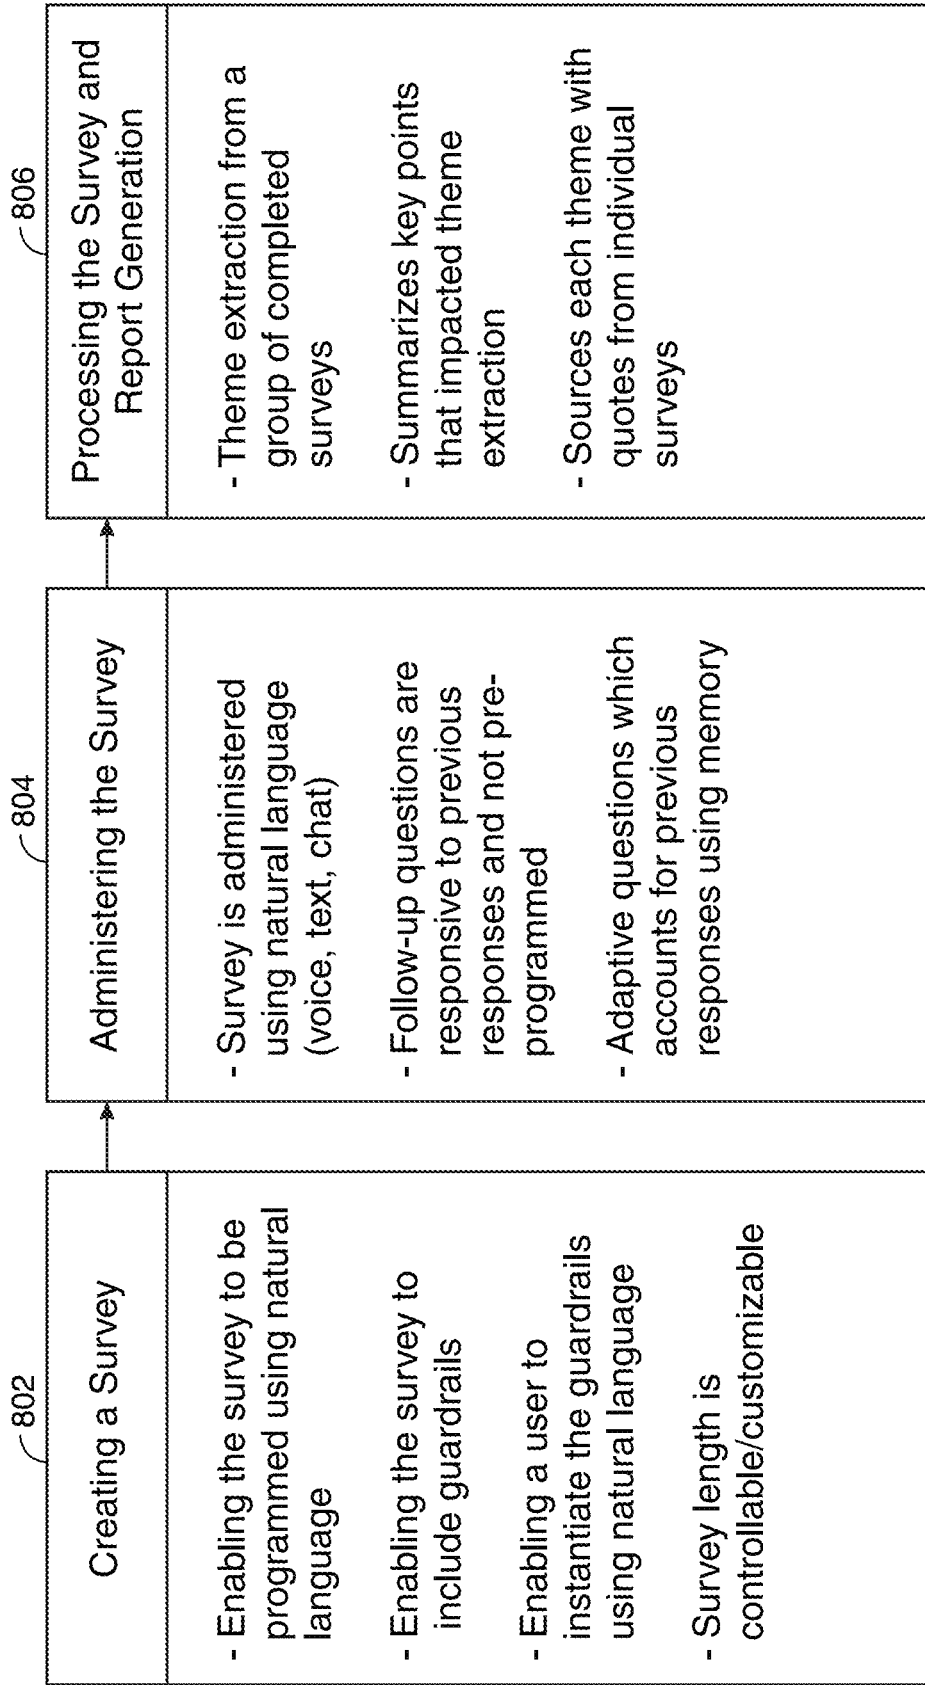 802
Creating a Survey
- Enabling the survey to be
programmed using natural
language
- Enabling the survey to
include guardrails
- Enabling a user to
instantiate the guardrails
using natural language
- Survey length is
controllable/customizable
804
Administering the Survey
- Survey is administered
using natural language
(voice, text, chat)
- Follow-up questions are
responsive to previous
responses and not pre-
programmed
- Adaptive questions which
accounts for previous
responses using memory
806
Processing the Survey and
Report Generation
- Theme extraction from a
group of completed
surveys
- Summarizes key points
that impacted theme
extraction
- Sources each theme with
quotes from individual
surveys